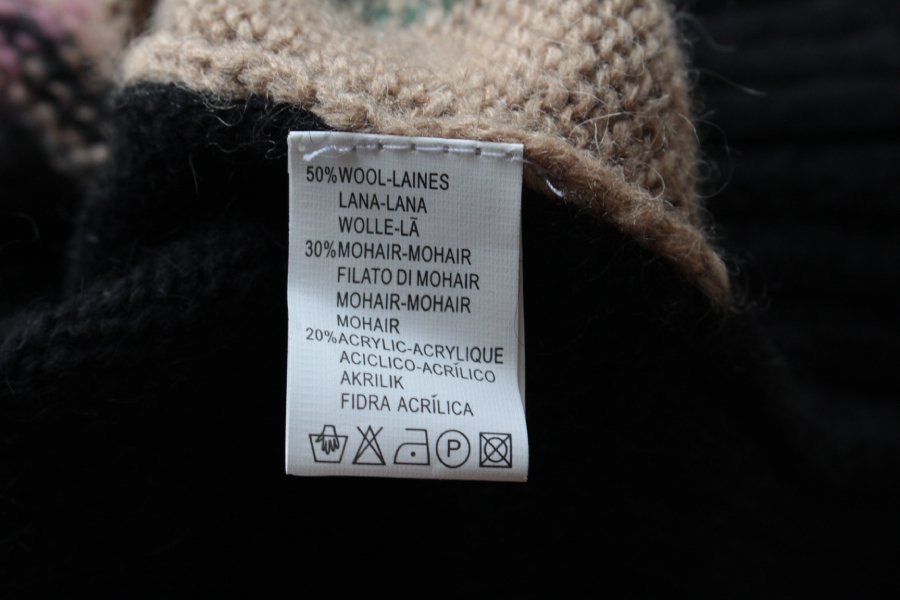 50%WOOL-LAINES
LANA-LANA
WOLLE-LÃ
30%MOHAIR-MOHAIR
FILATO DI MOHAIR
MOHAIR-MOHAIR
MOHAIR
20%ACRYLIC-ACRYLIQUE
ACICLICO-ACRÍLICO
AKRILIK
FIDRA ACRÍLICA
P